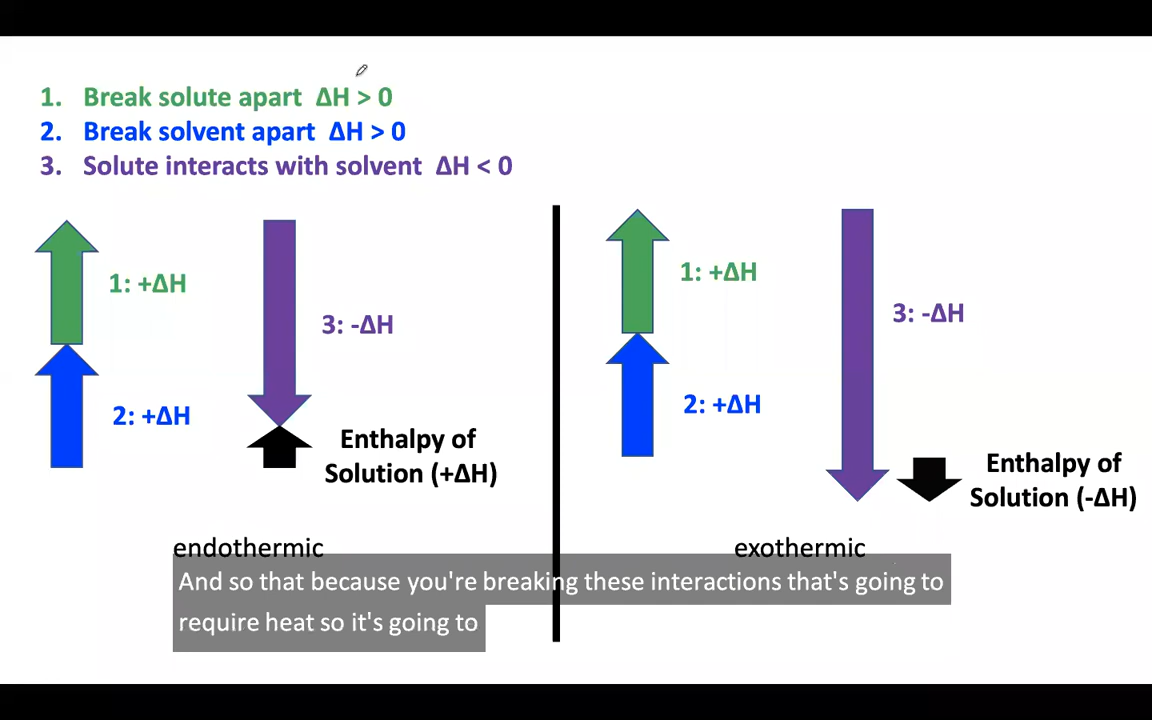 1. Break solute apart ΔH > 0
2. Break solvent apart ΔH > 0
3. Solute interacts with solvent ΔH < 0
1: +ΔH
3: -ΔH
2: +ΔH
Enthalpy of
Solution (+ΔH)
endothermic
1: +ΔH
3: -ΔH
2: +ΔH
Enthalpy of
Solution (-ΔH)
exothermic
And so that because you're breaking these interactions that's going to
require heat so it's going to